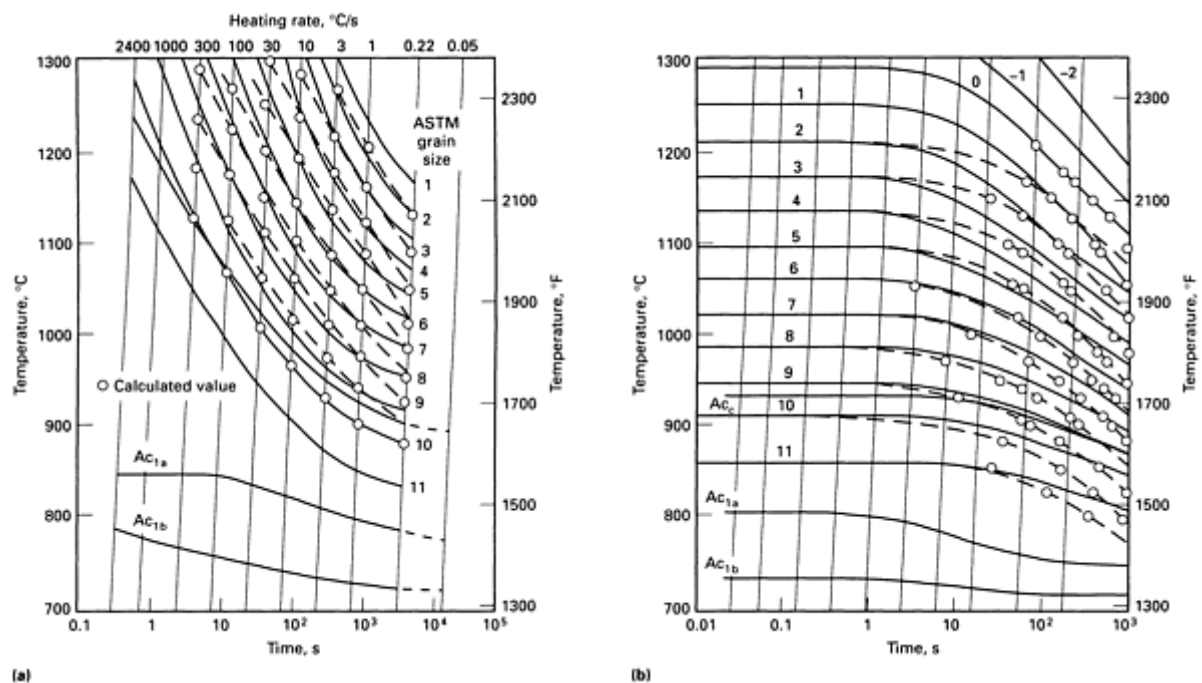 Heating rate, °C/s
2400 1000 300 100 30 10 3 1 0.22 0.05
1300
1200
1100
1000
900
800
700
Temperature, °C
2300
2100
1900
1700
1500
1300
Temperature, °F
ASTM
grain
size
1
2
3
4
5
6
7
8
9
10
11
Calculated value
Ac1a
Ac1b
0.1 1 10 10² 10³ 10⁴ 10⁵
Time, s
(a)
1300
1200
1100
1000
900
800
700
Temperature, °C
2300
2100
1900
1700
1500
1300
Temperature, °F
0 −1 −2
1
2
3
4
5
6
7
8
9
Acc 10
11
Ac1a
Ac1b
0.01 0.1 1 10 10² 10³
Time, s
(b)